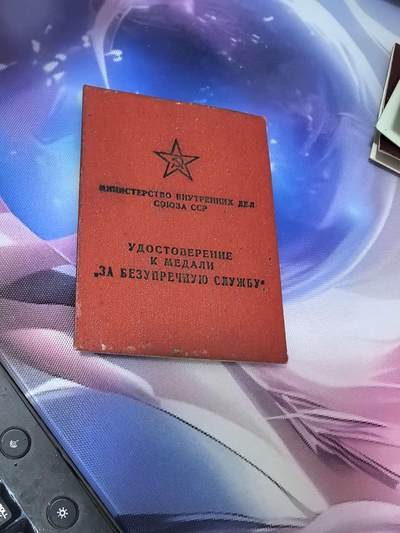 МИНИСТЕРСТВО ВНУТРЕННИХ ДЕЛ
СОЮЗА ССР
УДОСТОВЕРЕНИЕ
К МЕДАЛИ
„ЗА БЕЗУПРЕЧНУЮ СЛУЖБУ“